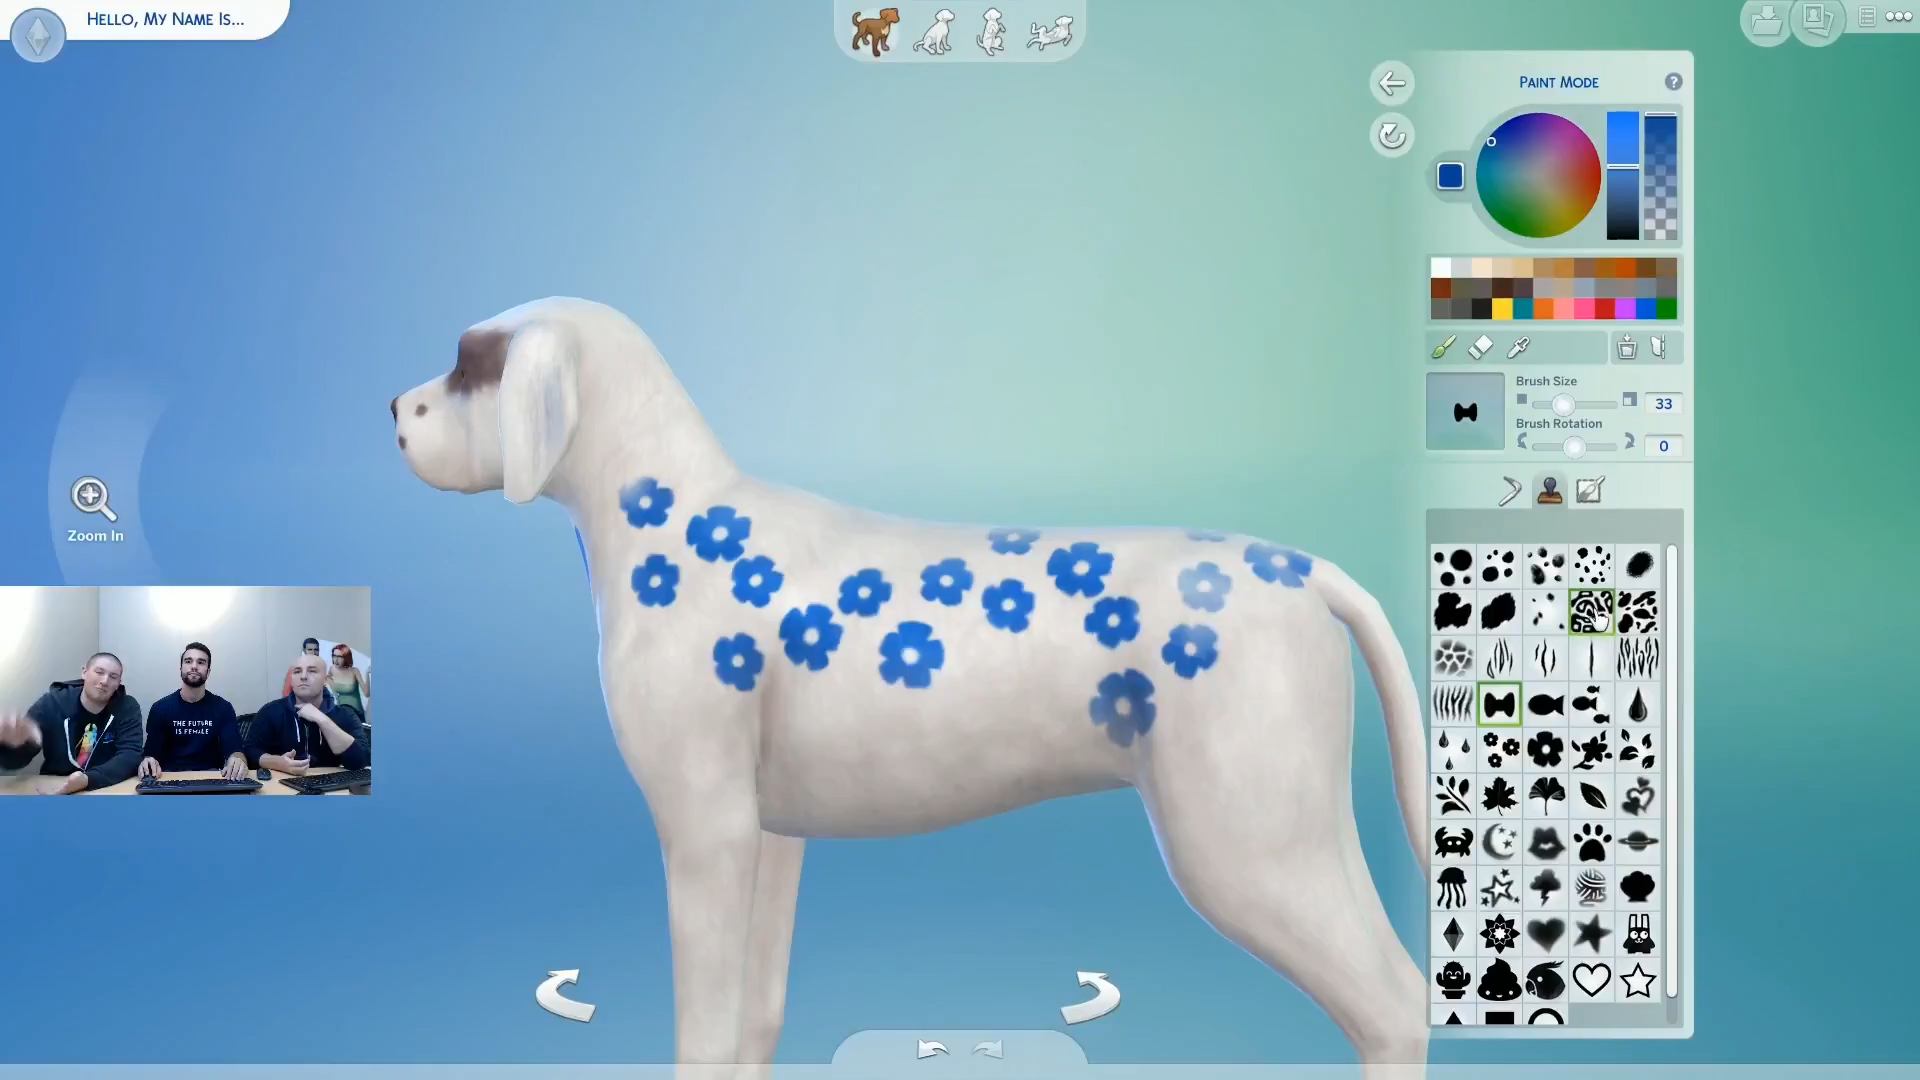 Hello, My Name Is...
Paint Mode
?
Brush Size
33
Brush Rotation
0
Zoom In
THE FUTURE
IS FEMALE